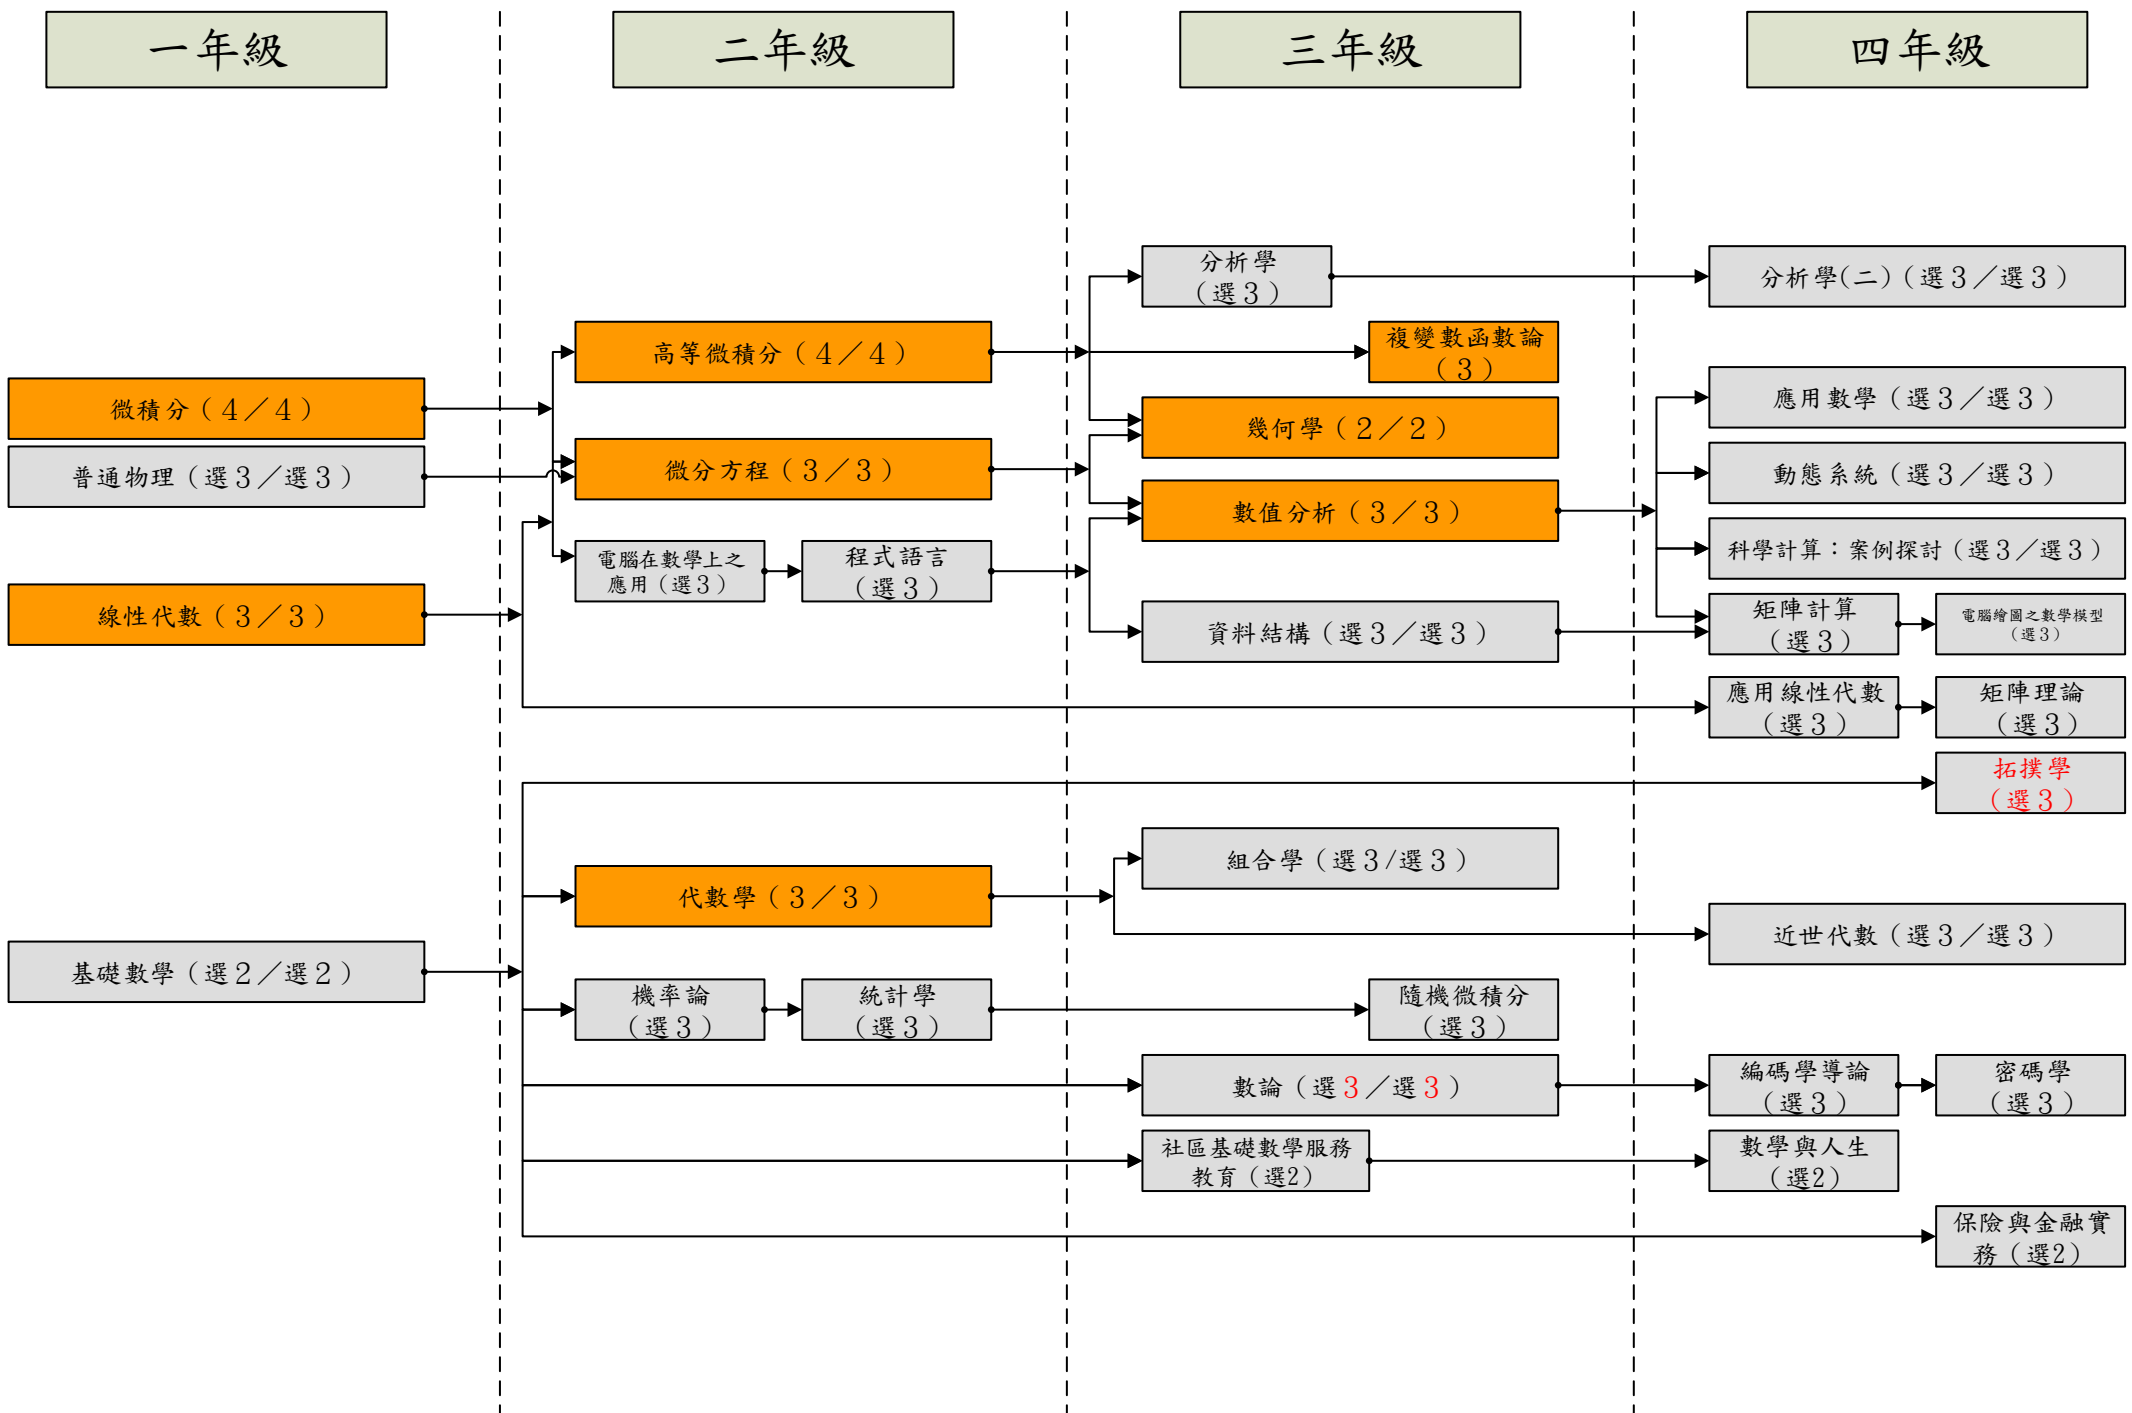 一年級
二年級
三年級
四年級
分析學
（選３）
分析學(二)（選３／選３）
高等微積分（４／４）
複變數函數論
（３）
微積分（４／４）
幾何學（２／２）
應用數學（選３／選３）
普通物理（選３／選３）
微分方程（３／３）
動態系統（選３／選３）
數值分析（３／３）
電腦在數學上之
應用（選３）
程式語言
（選３）
科學計算：案例探討（選３／選３）
線性代數（３／３）
資料結構（選３／選３）
矩陣計算
（選３）
電腦繪圖之數學模型
（選３）
應用線性代數
（選３）
矩陣理論
（選３）
拓撲學
（選３）
組合學（選３/選３）
代數學（３／３）
近世代數（選３／選３）
基礎數學（選２／選２）
機率論
（選３）
統計學
（選３）
隨機微積分
（選３）
數論（選３／選３）
編碼學導論
（選３）
密碼學
（選３）
社區基礎數學服務
教育（選2）
數學與人生
（選2）
保險與金融實
務（選2）